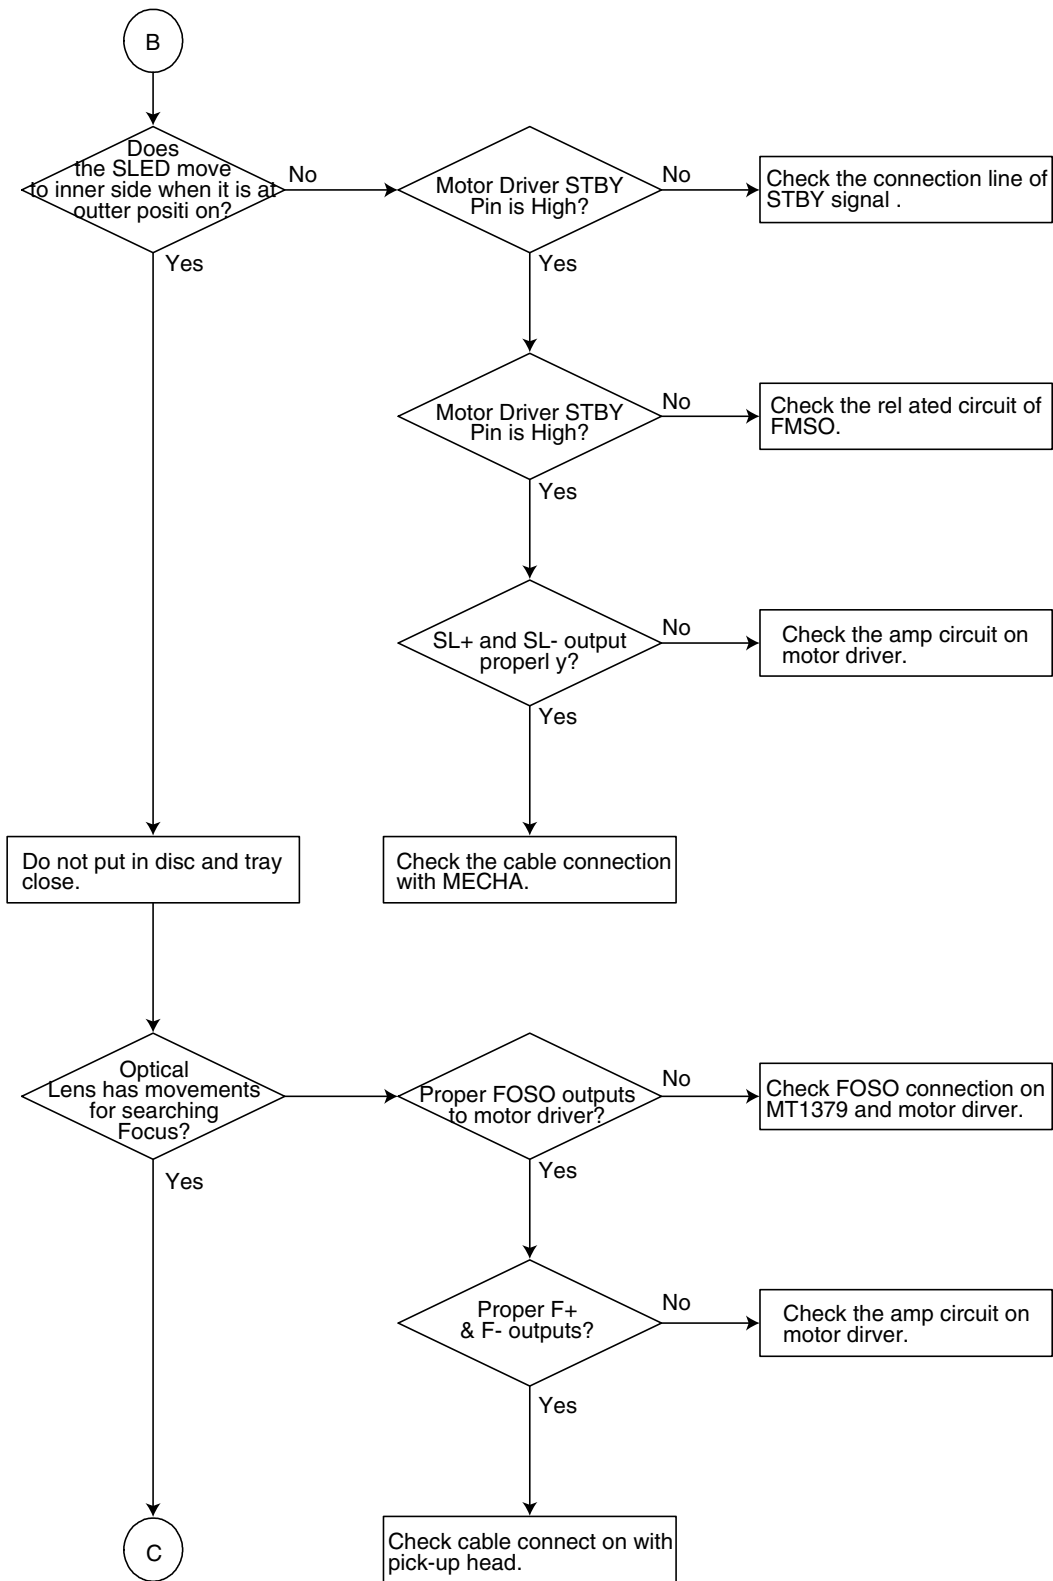 B
Does
the SLED move
to inner side when it is at
outter positi on?
No
Yes
Motor Driver STBY
Pin is High?
No
Yes
Check the connection line of
STBY signal .
Motor Driver STBY
Pin is High?
No
Yes
Check the rel ated circuit of
FMSO.
SL+ and SL- output
properl y?
No
Yes
Check the amp circuit on
motor driver.
Do not put in disc and tray
close.
Check the cable connection
with MECHA.
Optical
Lens has movements
for searching
Focus?
Yes
Proper FOSO outputs
to motor driver?
No
Yes
Check FOSO connection on
MT1379 and motor dirver.
Proper F+
& F- outputs?
No
Yes
Check the amp circuit on
motor dirver.
C
Check cable connect on with
pick-up head.